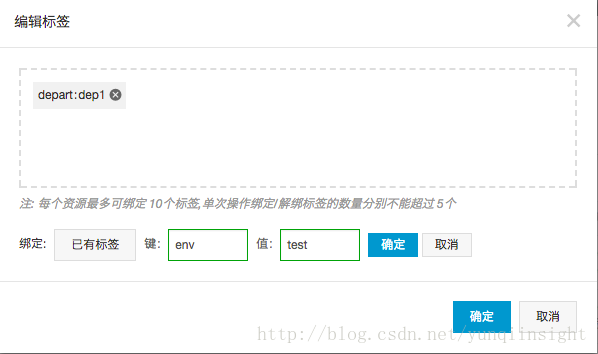 编辑标签
depart:dep1
注: 每个资源最多可绑定 10个标签,单次操作绑定/解绑标签的数量分别不能超过 5个
绑定: 已有标签 键: env 值: test 确定 取消
确定 取消
http://blog.csdn.net/yunqiinsight